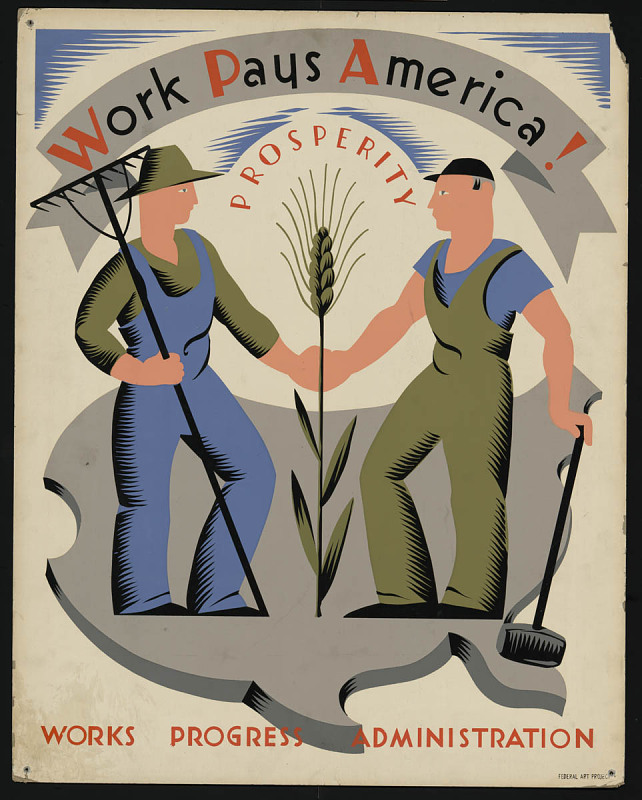 Work Pays America!
PROSPERITY
WORKS PROGRESS ADMINISTRATION
FEDERAL ART PROJECT